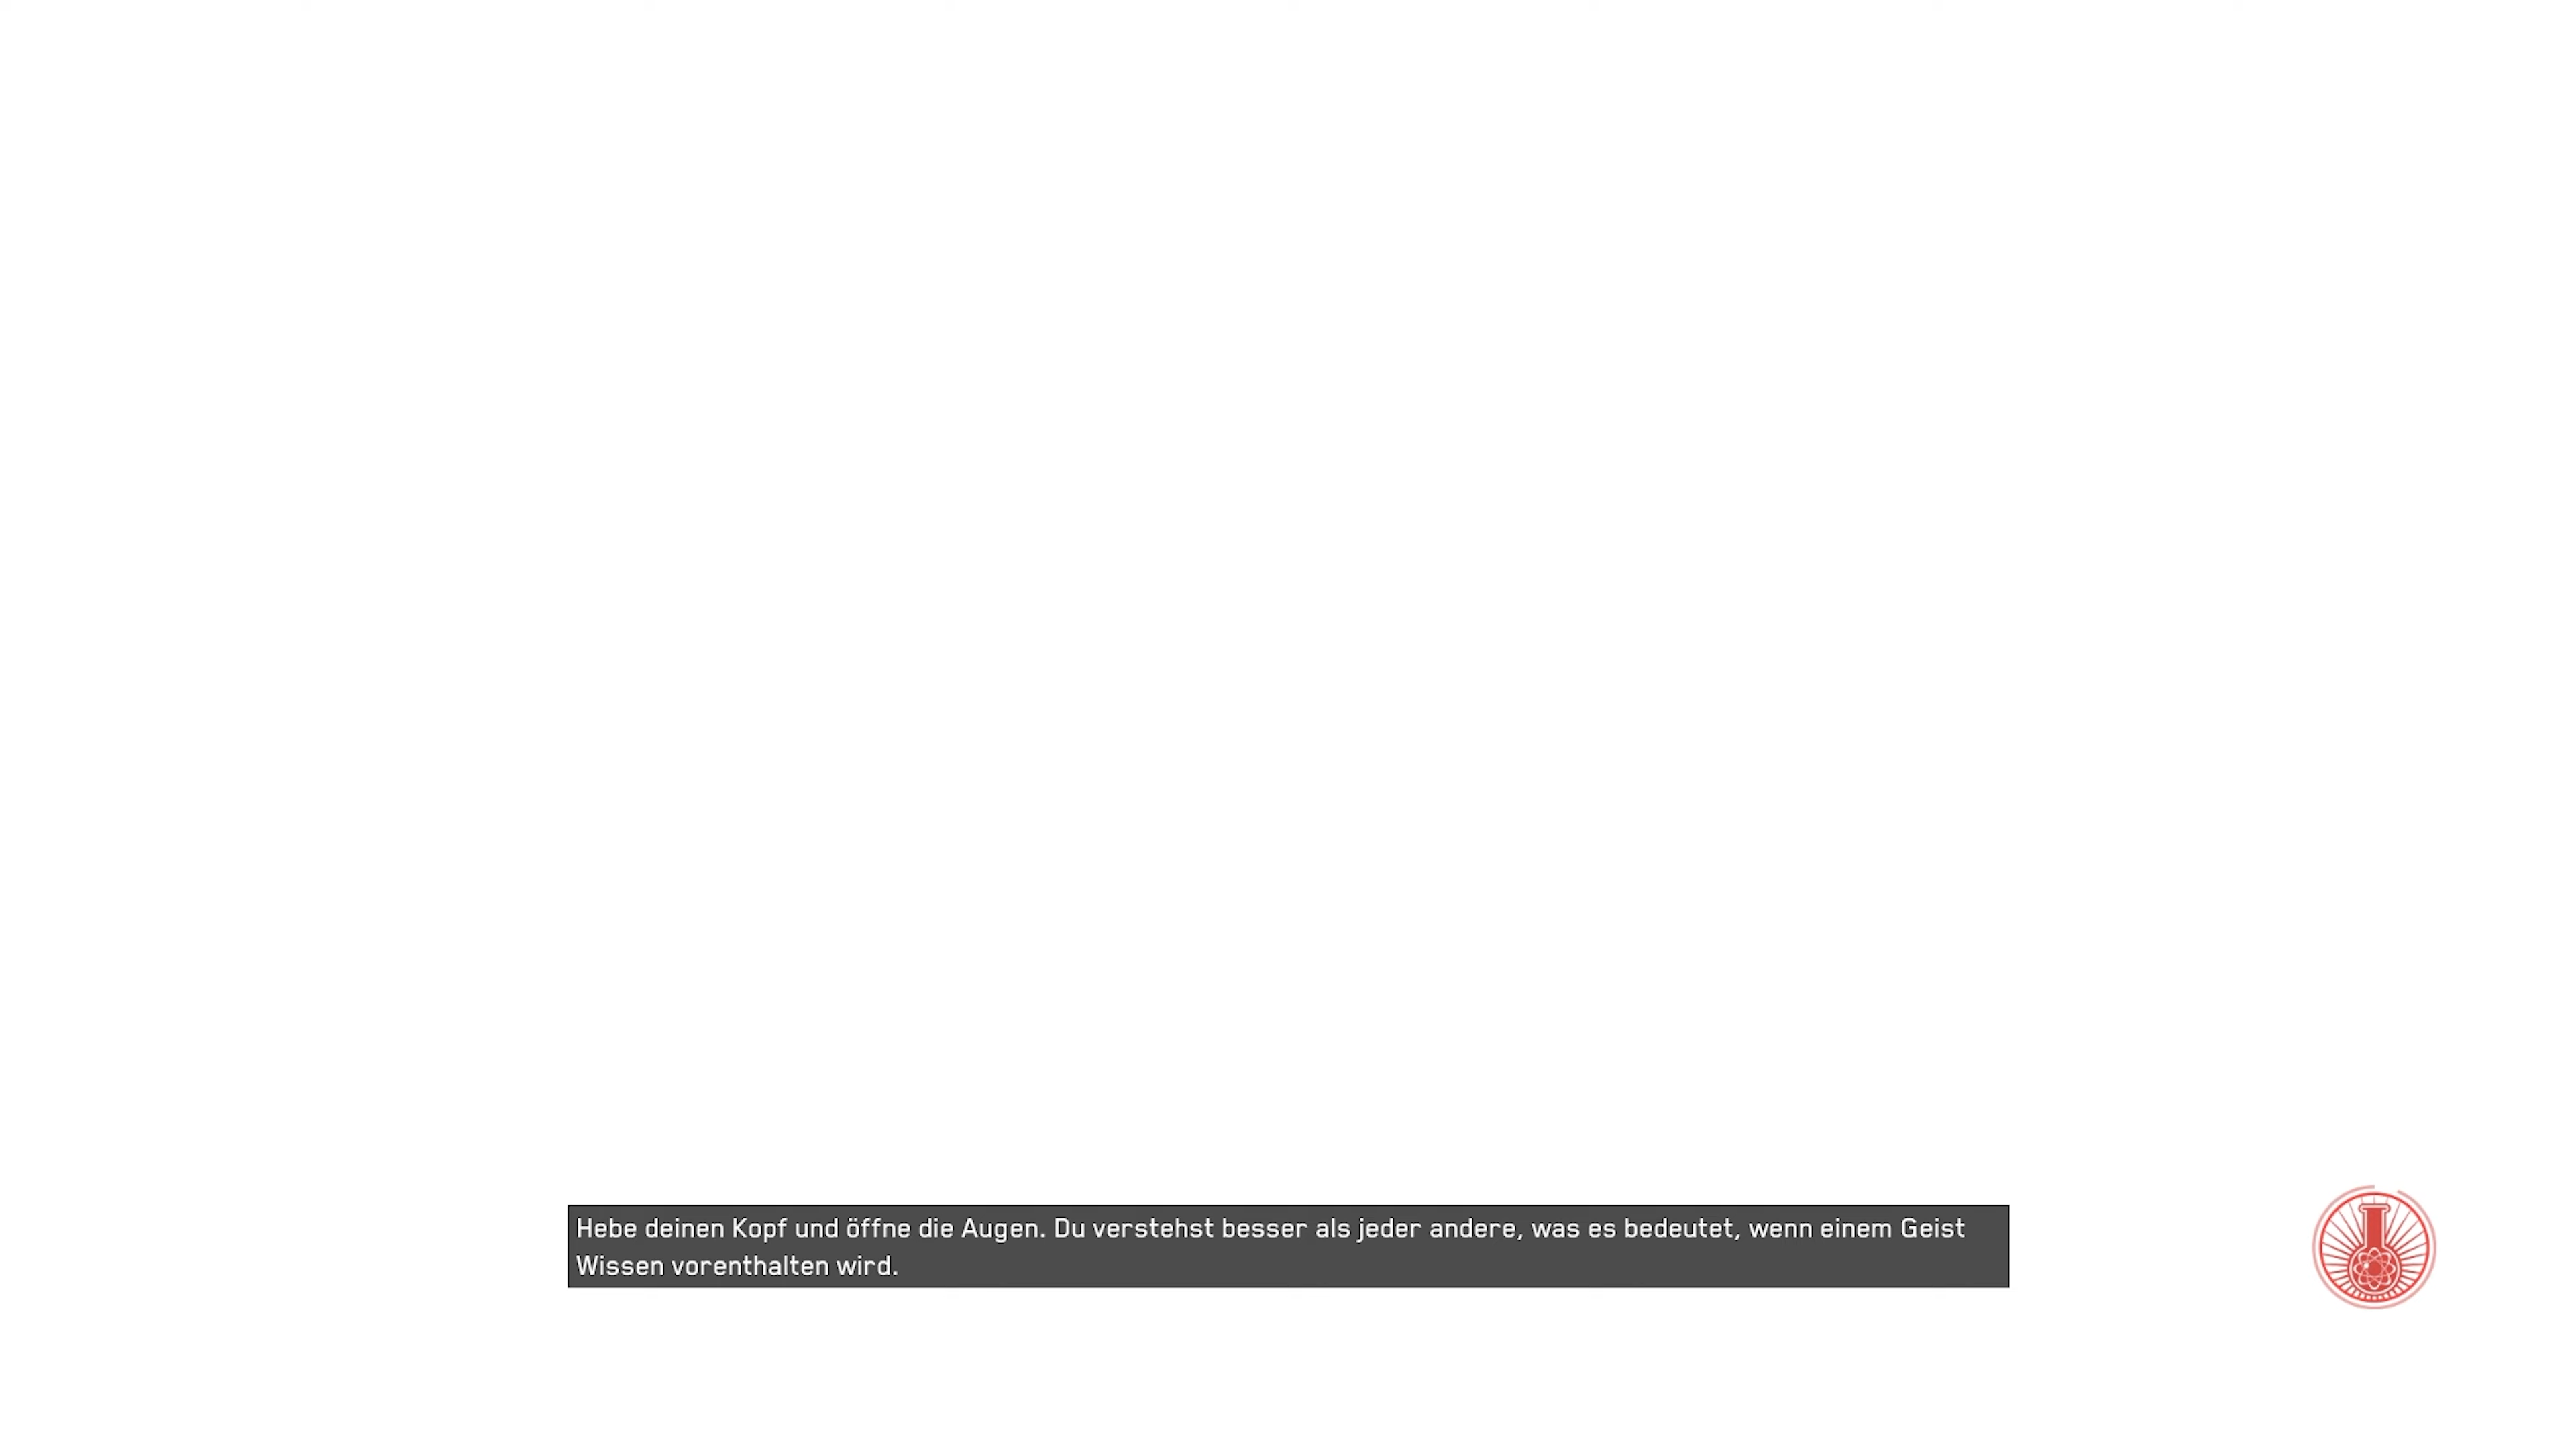 Hebe deinen Kopf und öffne die Augen. Du verstehst besser als jeder andere, was es bedeutet, wenn einem Geist
Wissen vorenthalten wird.